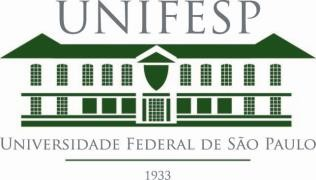 UNIFESP
UNIVERSIDADE FEDERAL DE SÃO PAULO
1933